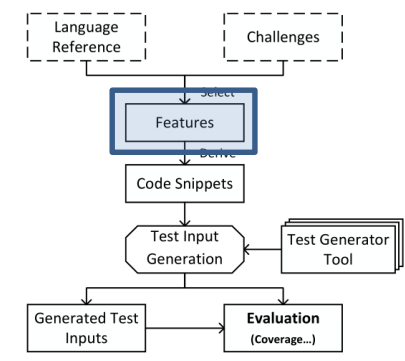 Language
Reference
Challenges
Select
Features
Derive
Code Snippets
Test Input
Generation
Test Generator
Tool
Generated Test
Inputs
Evaluation
(Coverage...)